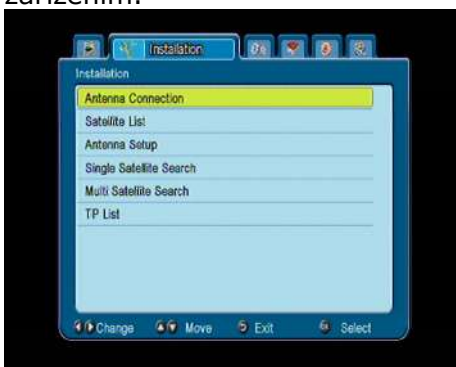 zařízením.
Installation
Installation
Antenna Connection
Satellite List
Antenna Setup
Single Satellite Search
Multi Satellite Search
TP List
Change Move Exit Select